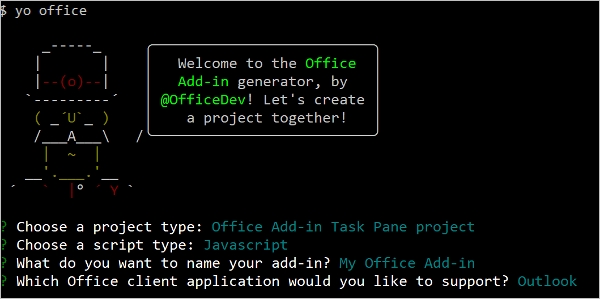 $ yo office
Welcome to the Office
Add-in generator, by
@OfficeDev! Let's create
a project together!
? Choose a project type: Office Add-in Task Pane project
? Choose a script type: Javascript
? What do you want to name your add-in? My Office Add-in
? Which Office client application would you like to support? Outlook